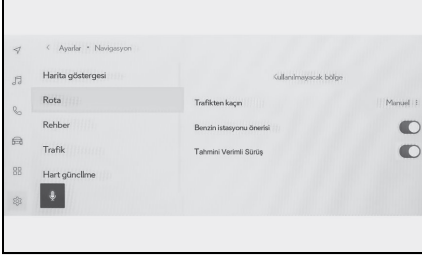 < Ayarlar • Navigasyon
Harita göstergesi
Rota
Rehber
Trafik
Hart günclime
Kullanılmayacak bölge
Trafikten kaçın
Manuel
Benzin istasyonu önerisi
Tahmini Verimli Sürüş